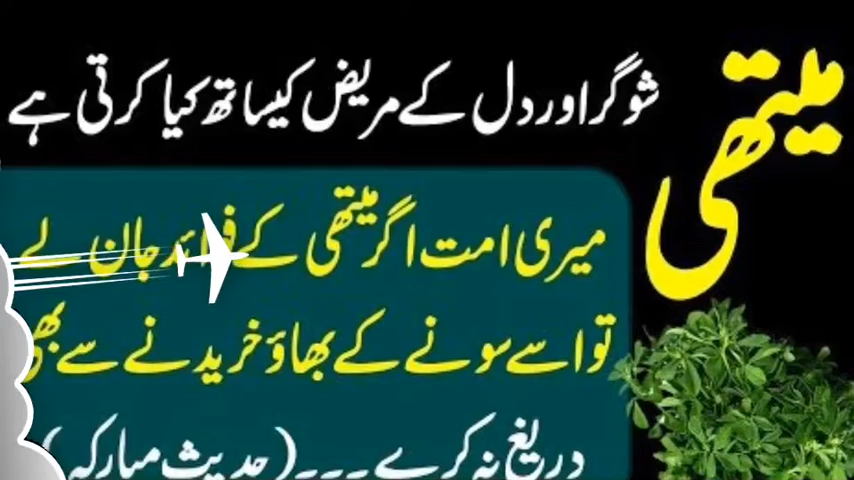 میتھی
شوگر اور دل کے مریض کیساتھ کیا کرتی ہے
میری امت اگر میتھی کے فوائد جان لے
تو اسے سونے کے بھاؤ خریدنے سے بھی
دریغ نہ کرے ۔۔۔ (حدیث مبارکہ)